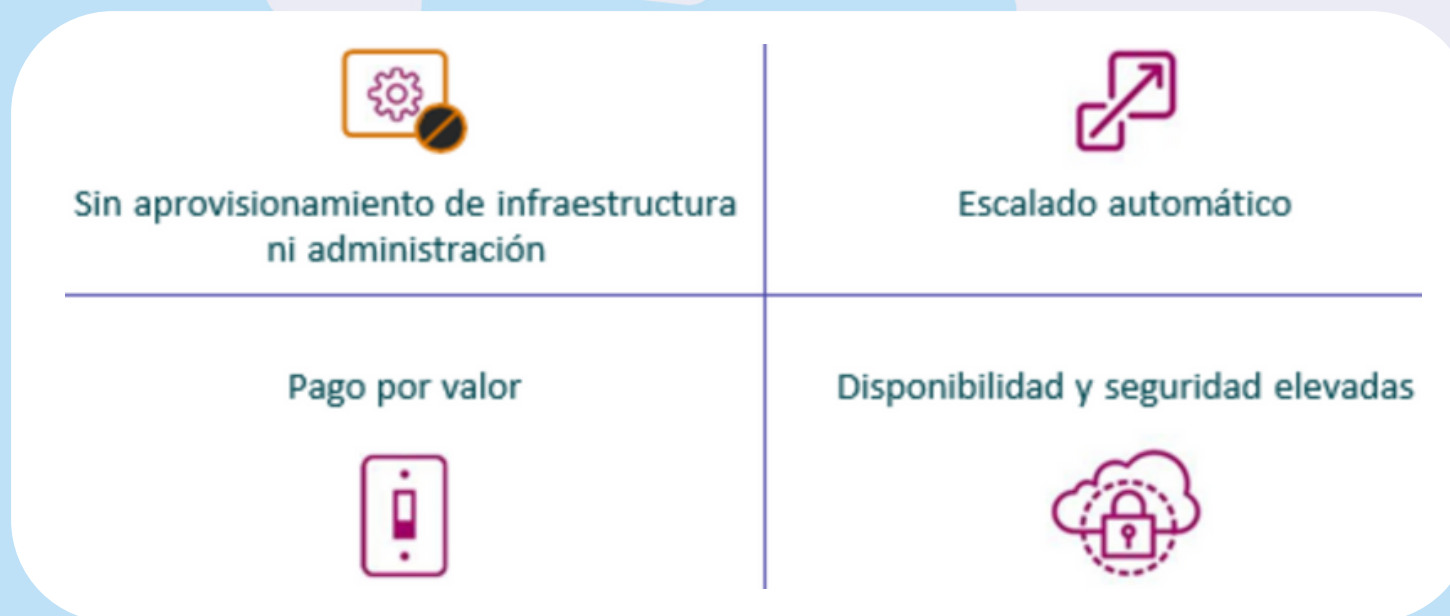 Sin aprovisionamiento de infraestructura
ni administración
Escalado automático
Pago por valor
Disponibilidad y seguridad elevadas